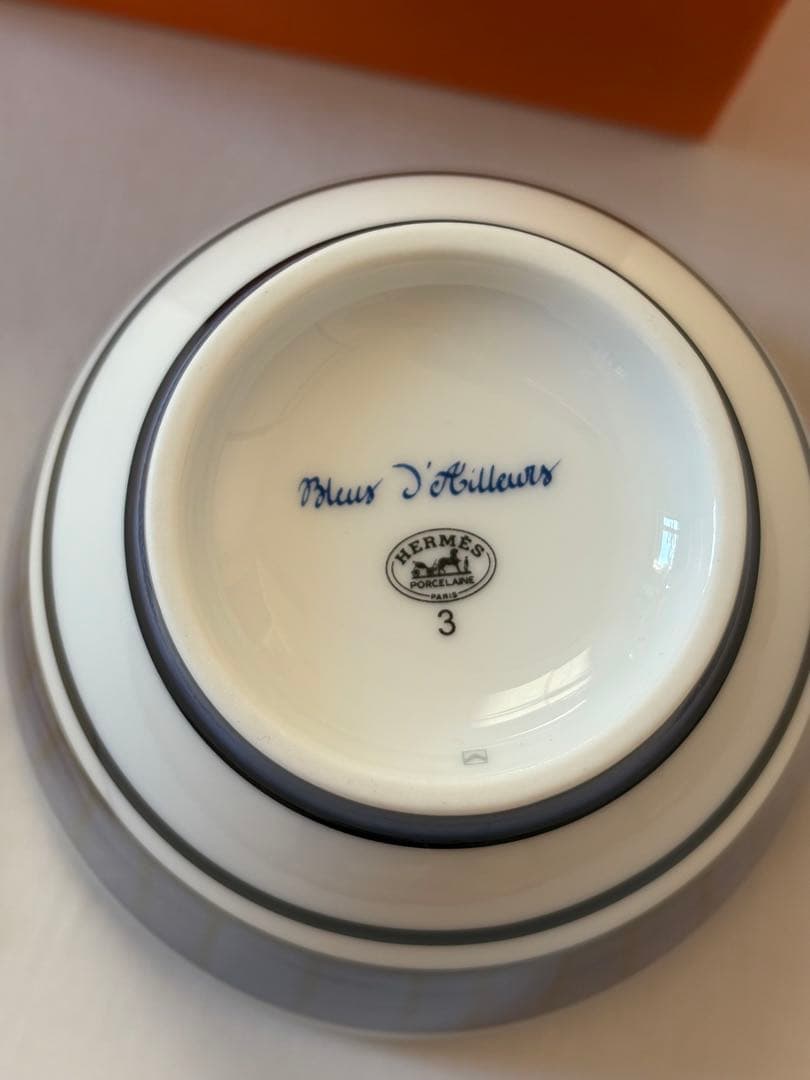 Bleus D'Ailleurs
HERMÈS
PORCELAINE
PARIS
3